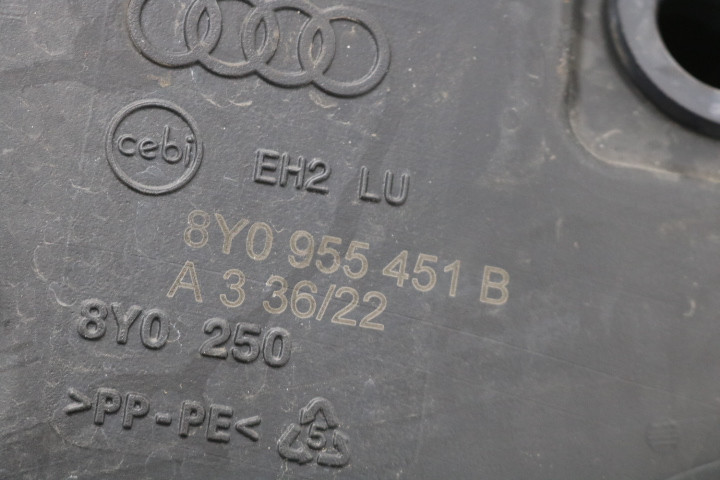 cebi
EH2 LU
8Y0 955 451 B
A 3 36/22
8Y0 250
>PP-PE<
5